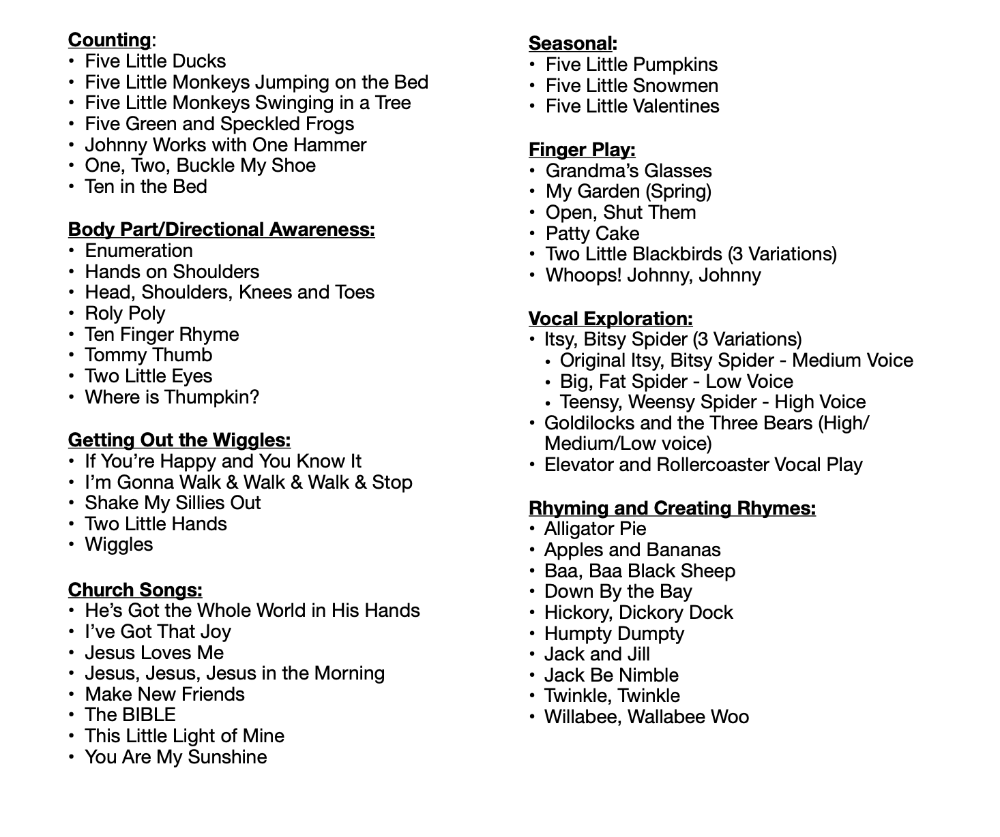 Counting:
• Five Little Ducks
• Five Little Monkeys Jumping on the Bed
• Five Little Monkeys Swinging in a Tree
• Five Green and Speckled Frogs
• Johnny Works with One Hammer
• One, Two, Buckle My Shoe
• Ten in the Bed
Body Part/Directional Awareness:
• Enumeration
• Hands on Shoulders
• Head, Shoulders, Knees and Toes
• Roly Poly
• Ten Finger Rhyme
• Tommy Thumb
• Two Little Eyes
• Where is Thumpkin?
Getting Out the Wiggles:
• If You’re Happy and You Know It
• I’m Gonna Walk & Walk & Walk & Stop
• Shake My Sillies Out
• Two Little Hands
• Wiggles
Church Songs:
• He’s Got the Whole World in His Hands
• I’ve Got That Joy
• Jesus Loves Me
• Jesus, Jesus, Jesus in the Morning
• Make New Friends
• The BIBLE
• This Little Light of Mine
• You Are My Sunshine
Seasonal:
• Five Little Pumpkins
• Five Little Snowmen
• Five Little Valentines
Finger Play:
• Grandma’s Glasses
• My Garden (Spring)
• Open, Shut Them
• Patty Cake
• Two Little Blackbirds (3 Variations)
• Whoops! Johnny, Johnny
Vocal Exploration:
• Itsy, Bitsy Spider (3 Variations)
• Original Itsy, Bitsy Spider - Medium Voice
• Big, Fat Spider - Low Voice
• Teensy, Weensy Spider - High Voice
• Goldilocks and the Three Bears (High/
Medium/Low voice)
• Elevator and Rollercoaster Vocal Play
Rhyming and Creating Rhymes:
• Alligator Pie
• Apples and Bananas
• Baa, Baa Black Sheep
• Down By the Bay
• Hickory, Dickory Dock
• Humpty Dumpty
• Jack and Jill
• Jack Be Nimble
• Twinkle, Twinkle
• Willabee, Wallabee Woo